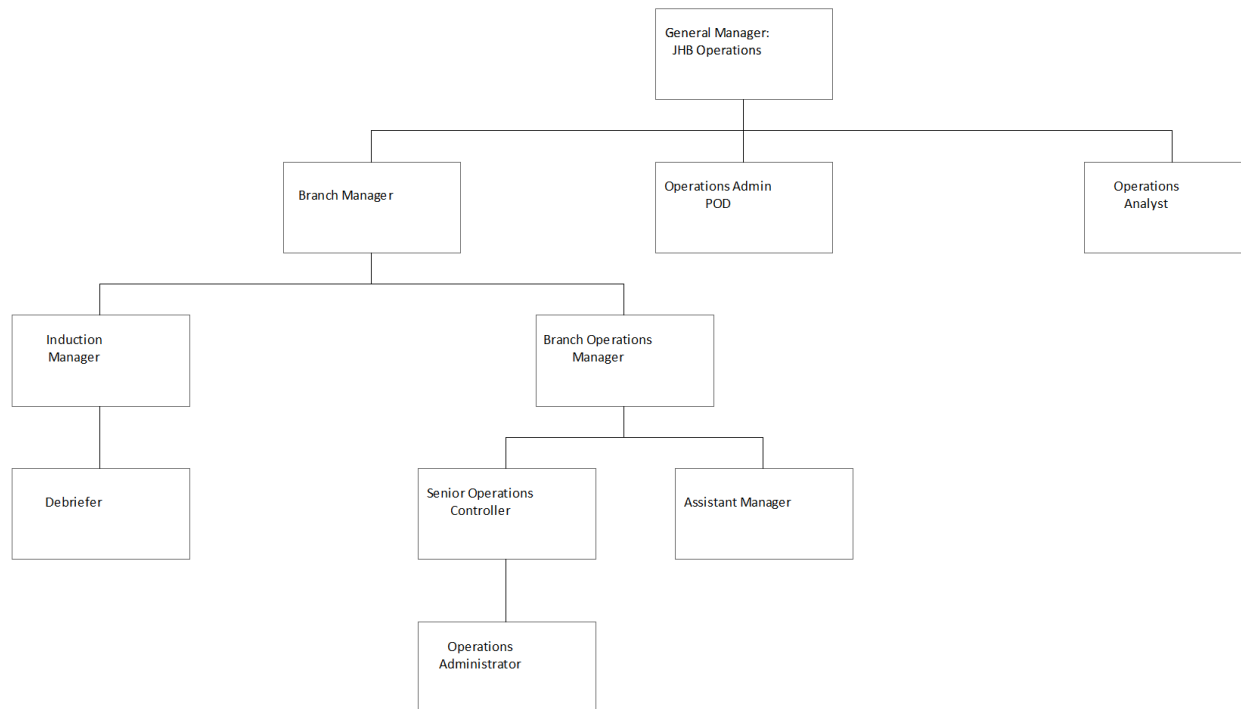 General Manager:
JHB Operations
Branch Manager
Operations Admin
POD
Operations
Analyst
Induction
Manager
Branch Operations
Manager
Debriefer
Senior Operations
Controller
Assistant Manager
Operations
Administrator